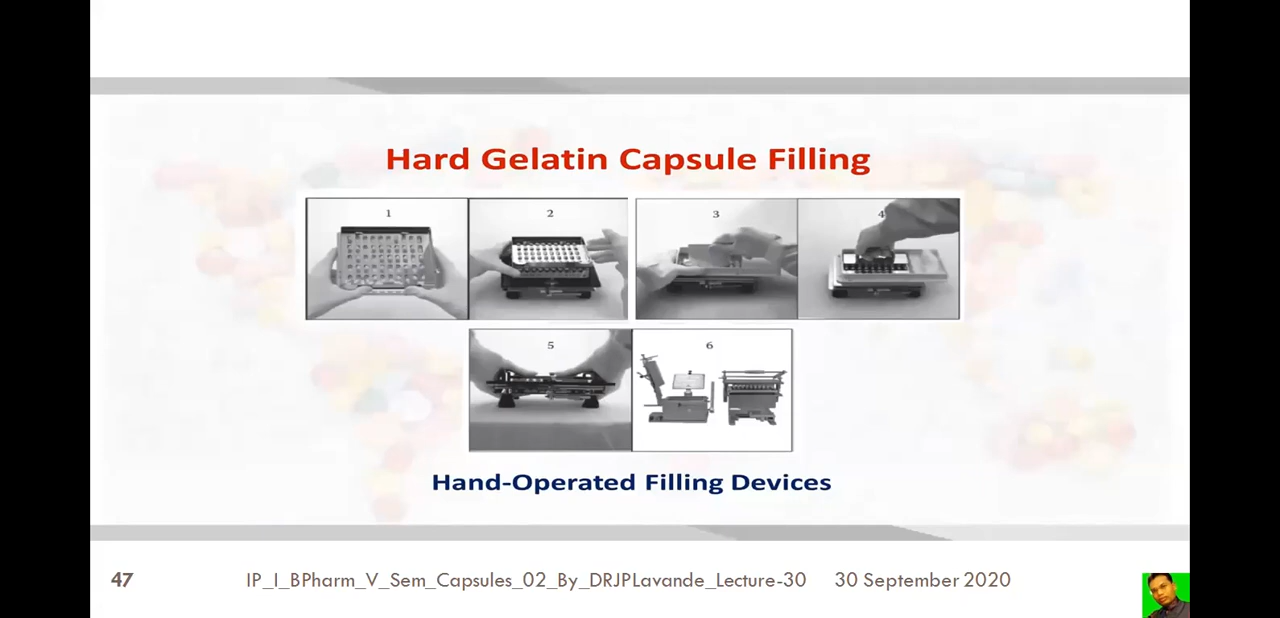 Hard Gelatin Capsule Filling
1
2
3
4
5
6
Hand-Operated Filling Devices
47 IP_I_BPharm_V_Sem_Capsules_02_By_DRJPLavande_Lecture-30 30 September 2020